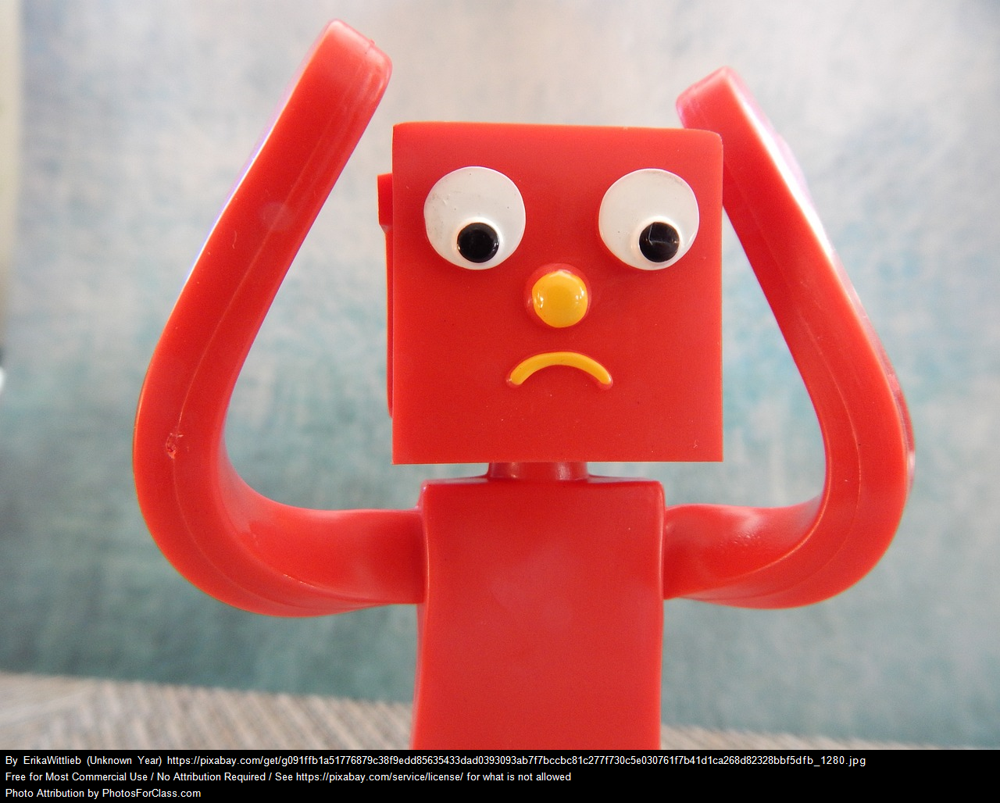 By ErikaWittlieb (Unknown Year) https://pixabay.com/get/g091ffb1a51776879c38f9edd85635433dad0393093ab7f7bccbc81c277f730c5e030761f7b41d1ca268d82328bbf5dfb_1280.jpg
Free for Most Commercial Use / No Attribution Required / See https://pixabay.com/service/license/ for what is not allowed
Photo Attribution by PhotosForClass.com